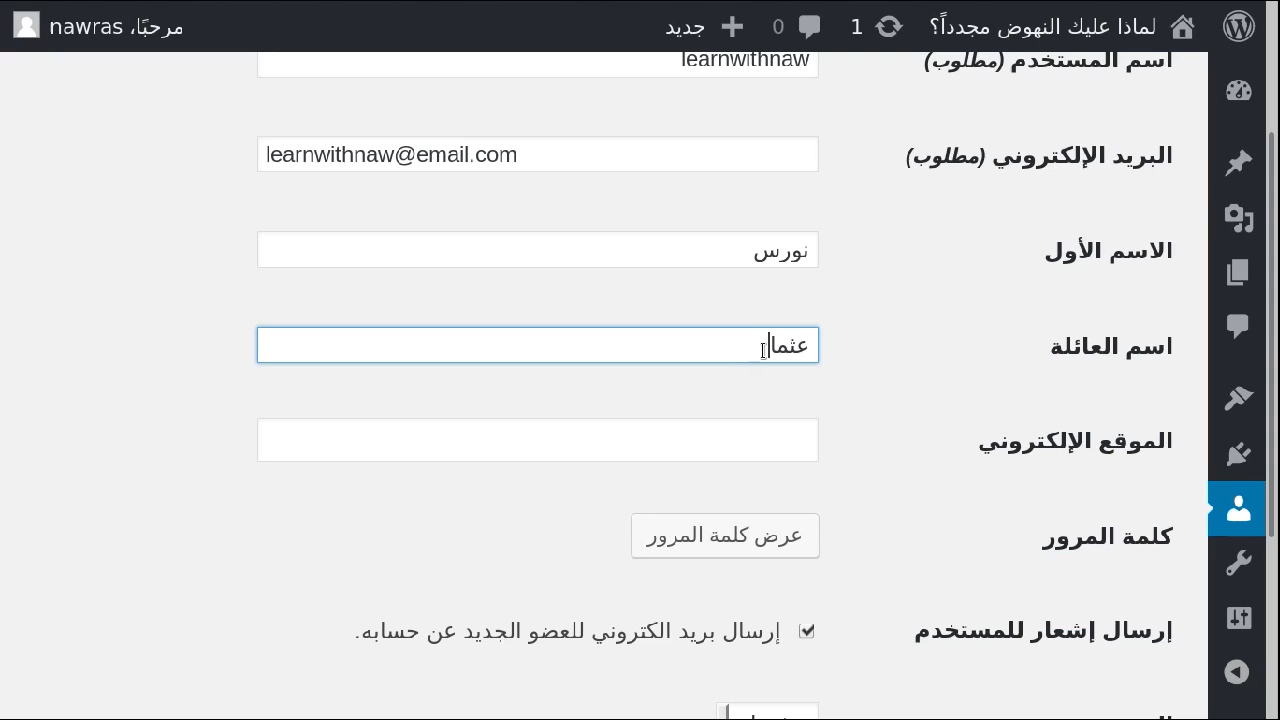 لماذا عليك النهوض مجدداً؟ 1 0 جديد مرحبًا، nawras
اسم المستخدم (مطلوب) learnwithnaw
البريد الإلكتروني (مطلوب) learnwithnaw@email.com
الاسم الأول نورس
اسم العائلة عثما
الموقع الإلكتروني
كلمة المرور عرض كلمة المرور
إرسال إشعار للمستخدم إرسال بريد الكتروني للعضو الجديد عن حسابه.